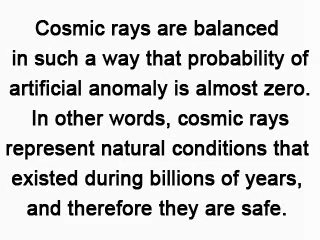 Cosmic rays are balanced
in such a way that probability of
artificial anomaly is almost zero.
In other words, cosmic rays
represent natural conditions that
existed during billions of years,
and therefore they are safe.